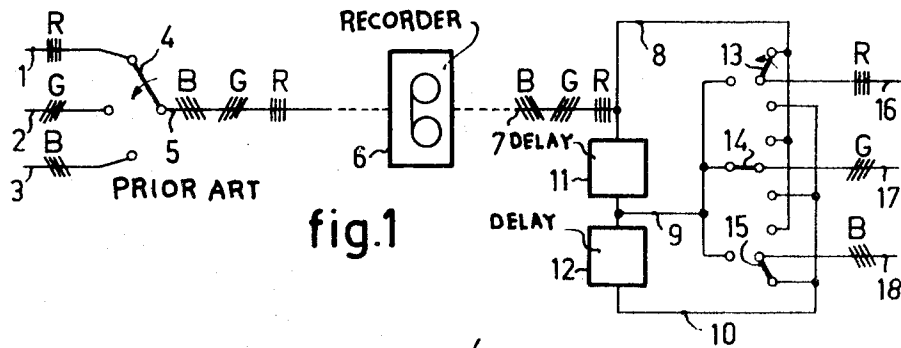 RECORDER
R
4
1
G
B G R
2
B
5
3
PRIOR ART
6
fig.1
B G R
7
DELAY
11
DELAY
12
8
9
10
13
R
16
14
G
17
15
B
18